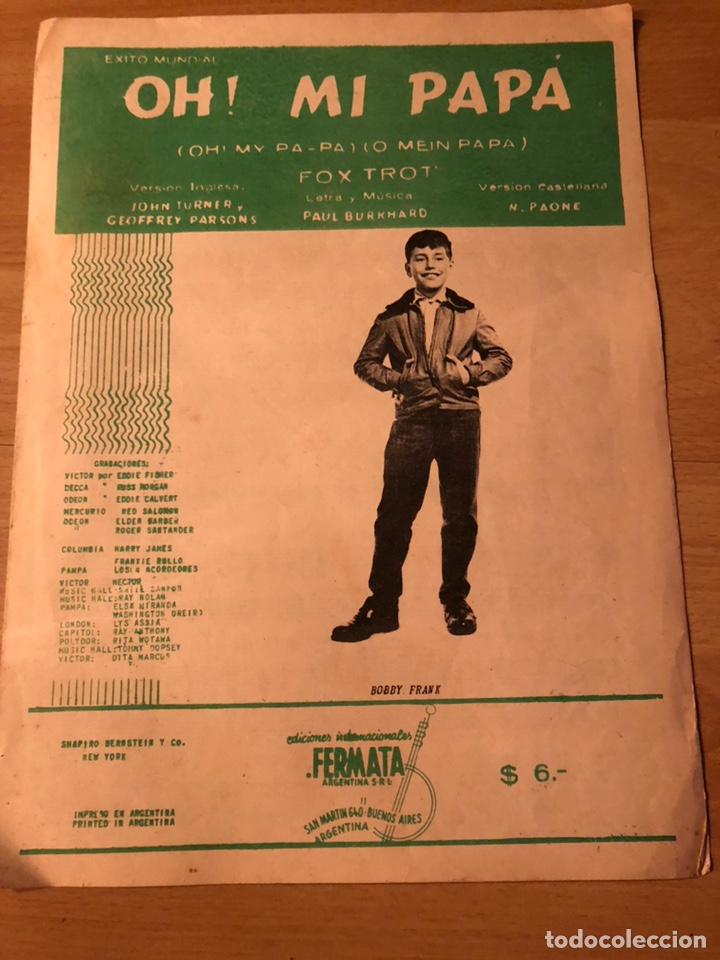 EXITO MUNDIAL
OH! MI PAPÁ
(OH! MY PA-PA) (O MEIN PAPA)
FOX TROT
Version Inglesa,
JOHN TURNER y
GEOFFREY PARSONS
Letra y Música
PAUL BURKHARD
Version Castellana
N. PAONE
GRABACIONES:
VICTOR por EDDIE FISHER
DECCA " RUSS MORGAN
ODEON " EDDIE CALVERT
MERCURIO RED SALOMON
ODEON ELDER BARBER
ROGER SANTANDER
COLUMBIA HARRY JAMES
FRANKIE ROLLO
PAMPA LOS 4 ACORDEONES
VICTOR HECTOR
MUSIC HALL
MUSIC HALL: RAY NOLAN
PAMPA: ELSA MIRANDA
WASHINGTON OREIR)
LONDON: LYS ASSIA
CAPITOL: RAY ANTHONY
POLYDOR: RITA WOTAWA
MUSIC HALL: TOMMY DOPSEY
VICTOR: DITA MARCUS
BOBBY FRANK
SHAPIRO BERNSTEIN Y CO.
NEW YORK
IMPRESO EN ARGENTINA
PRINTED IN ARGENTINA
ediciones internacionales
FERMATA
ARGENTINA S·R·L·
SAN MARTIN 640 - BUENOS AIRES
ARGENTINA
$ 6.-
todocoleccion